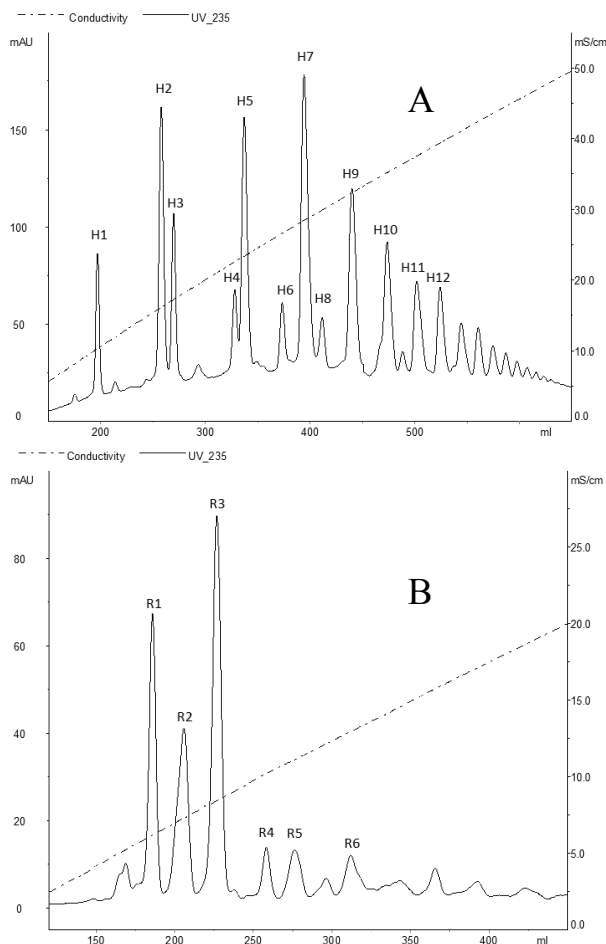 Conductivity UV_235
mAU mS/cm
H7
50.0
H2
A
H5
150
40.0
H9
H3
30.0
H1
H10
100
H11
H12
H4
H6
20.0
H8
50
10.0
0 0.0
200 300 400 500 ml
Conductivity UV_235
mAU mS/cm
R3
25.0
80
R1
B
20.0
60
R2
15.0
40
10.0
20
R4 R5 R6
5.0
0
0.0
150 200 250 300 350 400 ml